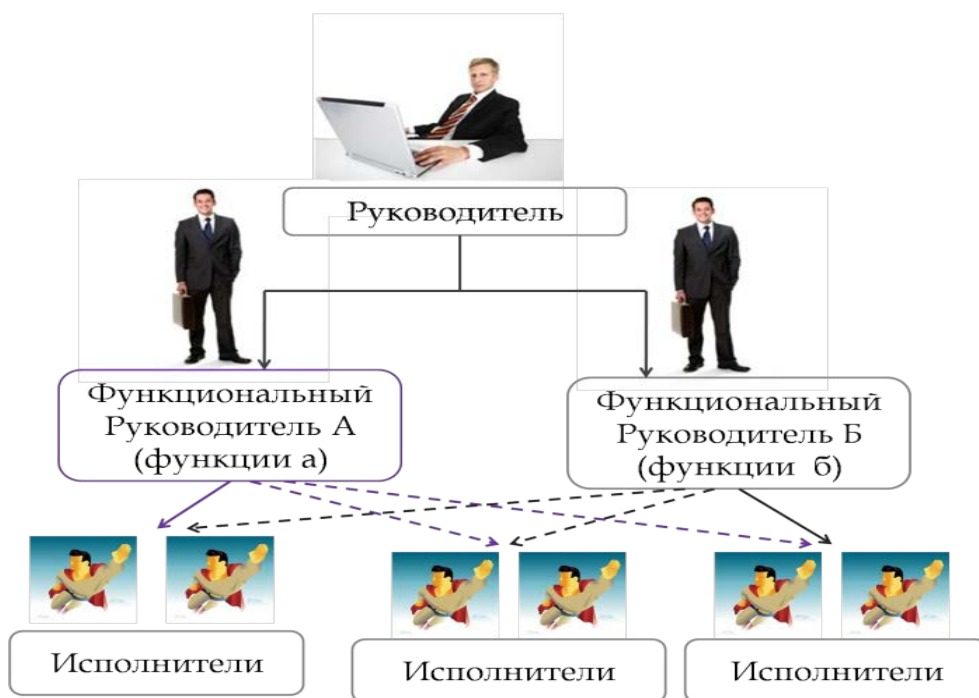 Руководитель
Функциональный
Руководитель А
(функции а)
Функциональный
Руководитель Б
(функции б)
Исполнители
Исполнители
Исполнители